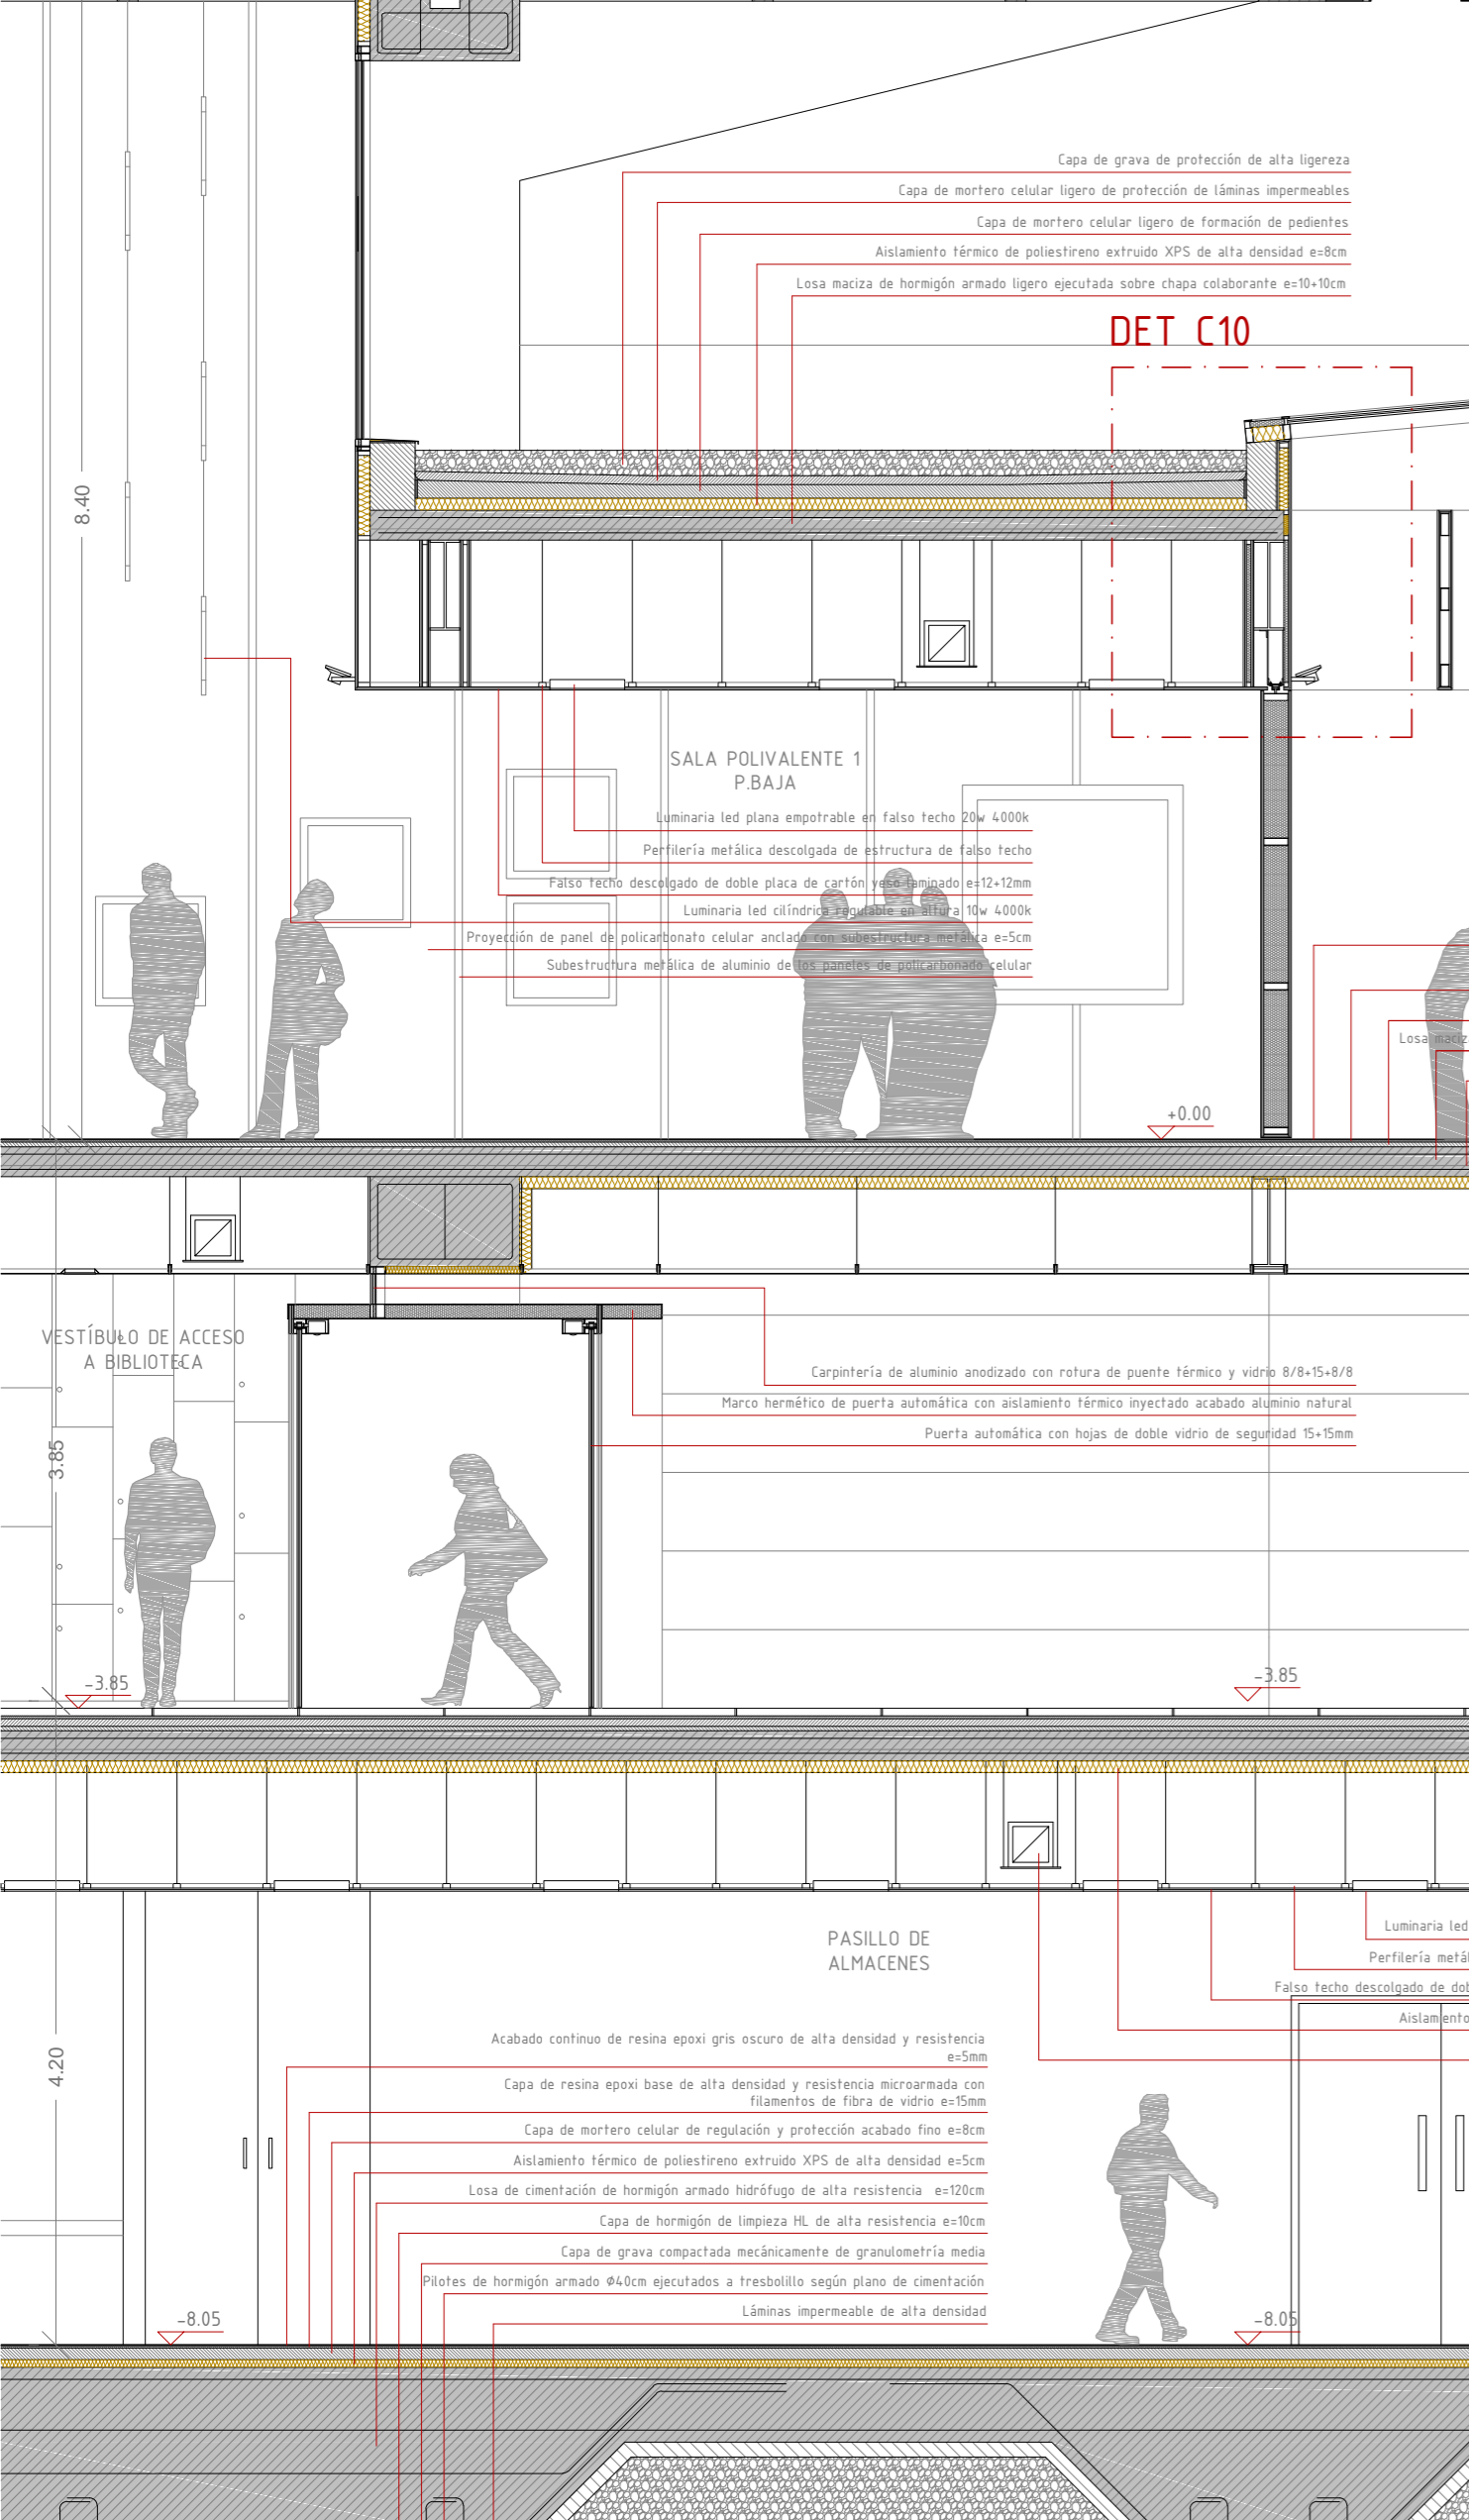 Capa de grava de protección de alta ligereza
Capa de mortero celular ligero de protección de láminas impermeables
Capa de mortero celular ligero de formación de pedientes
Aislamiento térmico de poliestireno extruido XPS de alta densidad e=8cm
Losa maciza de hormigón armado ligero ejecutada sobre chapa colaborante e=10+10cm
DET C10
8.40
SALA POLIVALENTE 1
P.BAJA
Luminaria led plana empotrable en falso techo 20w 4000k
Perfilería metálica descolgada de estructura de falso techo
Falso techo descolgado de doble placa de cartón yeso laminado e=12+12mm
Luminaria led cilíndrica regulable en altura 10w 4000k
Proyección de panel de policarbonato celular anclado con subestructura metálica e=5cm
Subestructura metálica de aluminio de los paneles de policarbonado celular
Losa maciz
+0.00
VESTÍBULO DE ACCESO
A BIBLIOTECA
Carpintería de aluminio anodizado con rotura de puente térmico y vidrio 8/8+15+8/8
Marco hermético de puerta automática con aislamiento térmico inyectado acabado aluminio natural
Puerta automática con hojas de doble vidrio de seguridad 15+15mm
3.85
-3.85
-3.85
PASILLO DE
ALMACENES
Luminaria led
Perfilería metál
Falso techo descolgado de dob
Aislamiento
4.20
Acabado continuo de resina epoxi gris oscuro de alta densidad y resistencia
e=5mm
Capa de resina epoxi base de alta densidad y resistencia microarmada con
filamentos de fibra de vidrio e=15mm
Capa de mortero celular de regulación y protección acabado fino e=8cm
Aislamiento térmico de poliestireno extruido XPS de alta densidad e=5cm
Losa de cimentación de hormigón armado hidrófugo de alta resistencia e=120cm
Capa de hormigón de limpieza HL de alta resistencia e=10cm
Capa de grava compactada mecánicamente de granulometría media
Pilotes de hormigón armado Ø40cm ejecutados a tresbolillo según plano de cimentación
Láminas impermeable de alta densidad
-8.05
-8.05